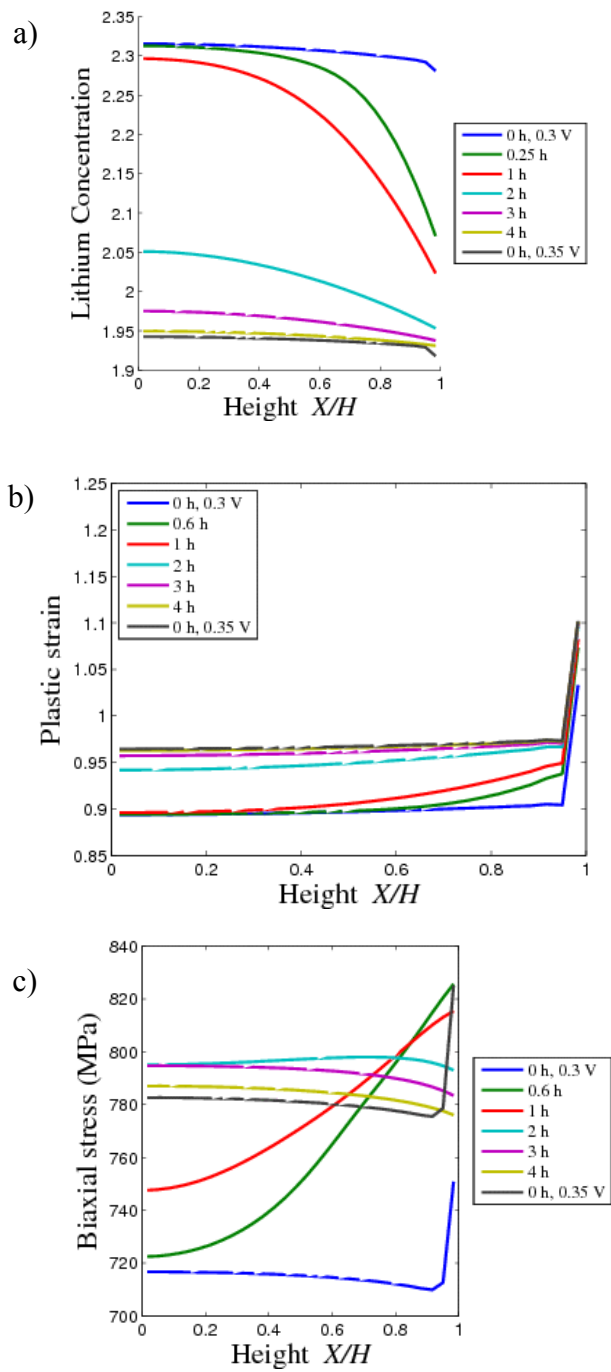 a)
2.35
2.3
2.25
2.2
2.15
2.1
2.05
2
1.95
1.9
0
0.2
0.4
0.6
0.8
1
Lithium Concentration
Height X/H
0 h, 0.3 V
0.25 h
1 h
2 h
3 h
4 h
0 h, 0.35 V
b)
1.25
1.2
1.15
1.1
1.05
1
0.95
0.9
0.85
0
0.2
0.4
0.6
0.8
1
Plastic strain
Height X/H
0 h, 0.3 V
0.6 h
1 h
2 h
3 h
4 h
0 h, 0.35 V
c)
840
820
800
780
760
740
720
700
0
0.2
0.4
0.6
0.8
1
Biaxial stress (MPa)
Height X/H
0 h, 0.3 V
0.6 h
1 h
2 h
3 h
4 h
0 h, 0.35 V